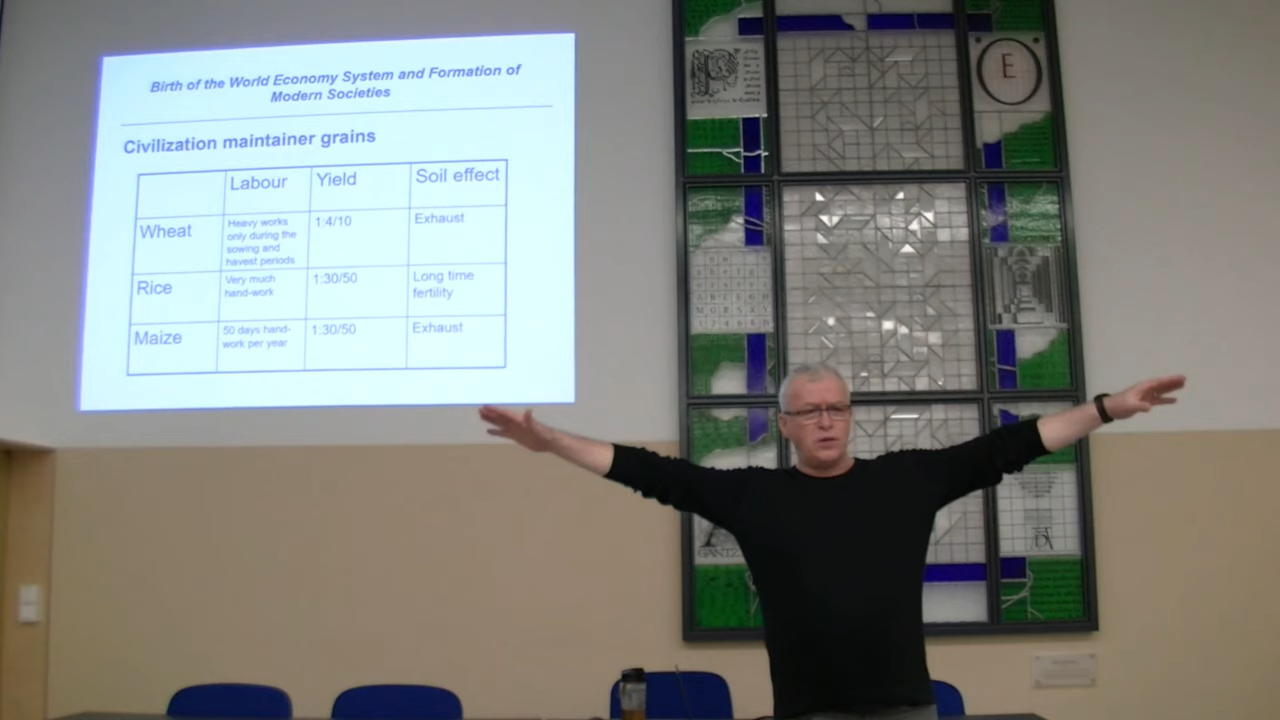 Birth of the World Economy System and Formation of
Modern Societies
Civilization maintainer grains
Labour Yield Soil effect
Wheat
Heavy works
only during the
sowing and
havest periods
1:4/10
Exhaust
Rice
Very much
hand-work
1:30/50
Long time
fertility
Maize
50 days hand-
work per year
1:30/50
Exhaust
P
E
O
GANTZ